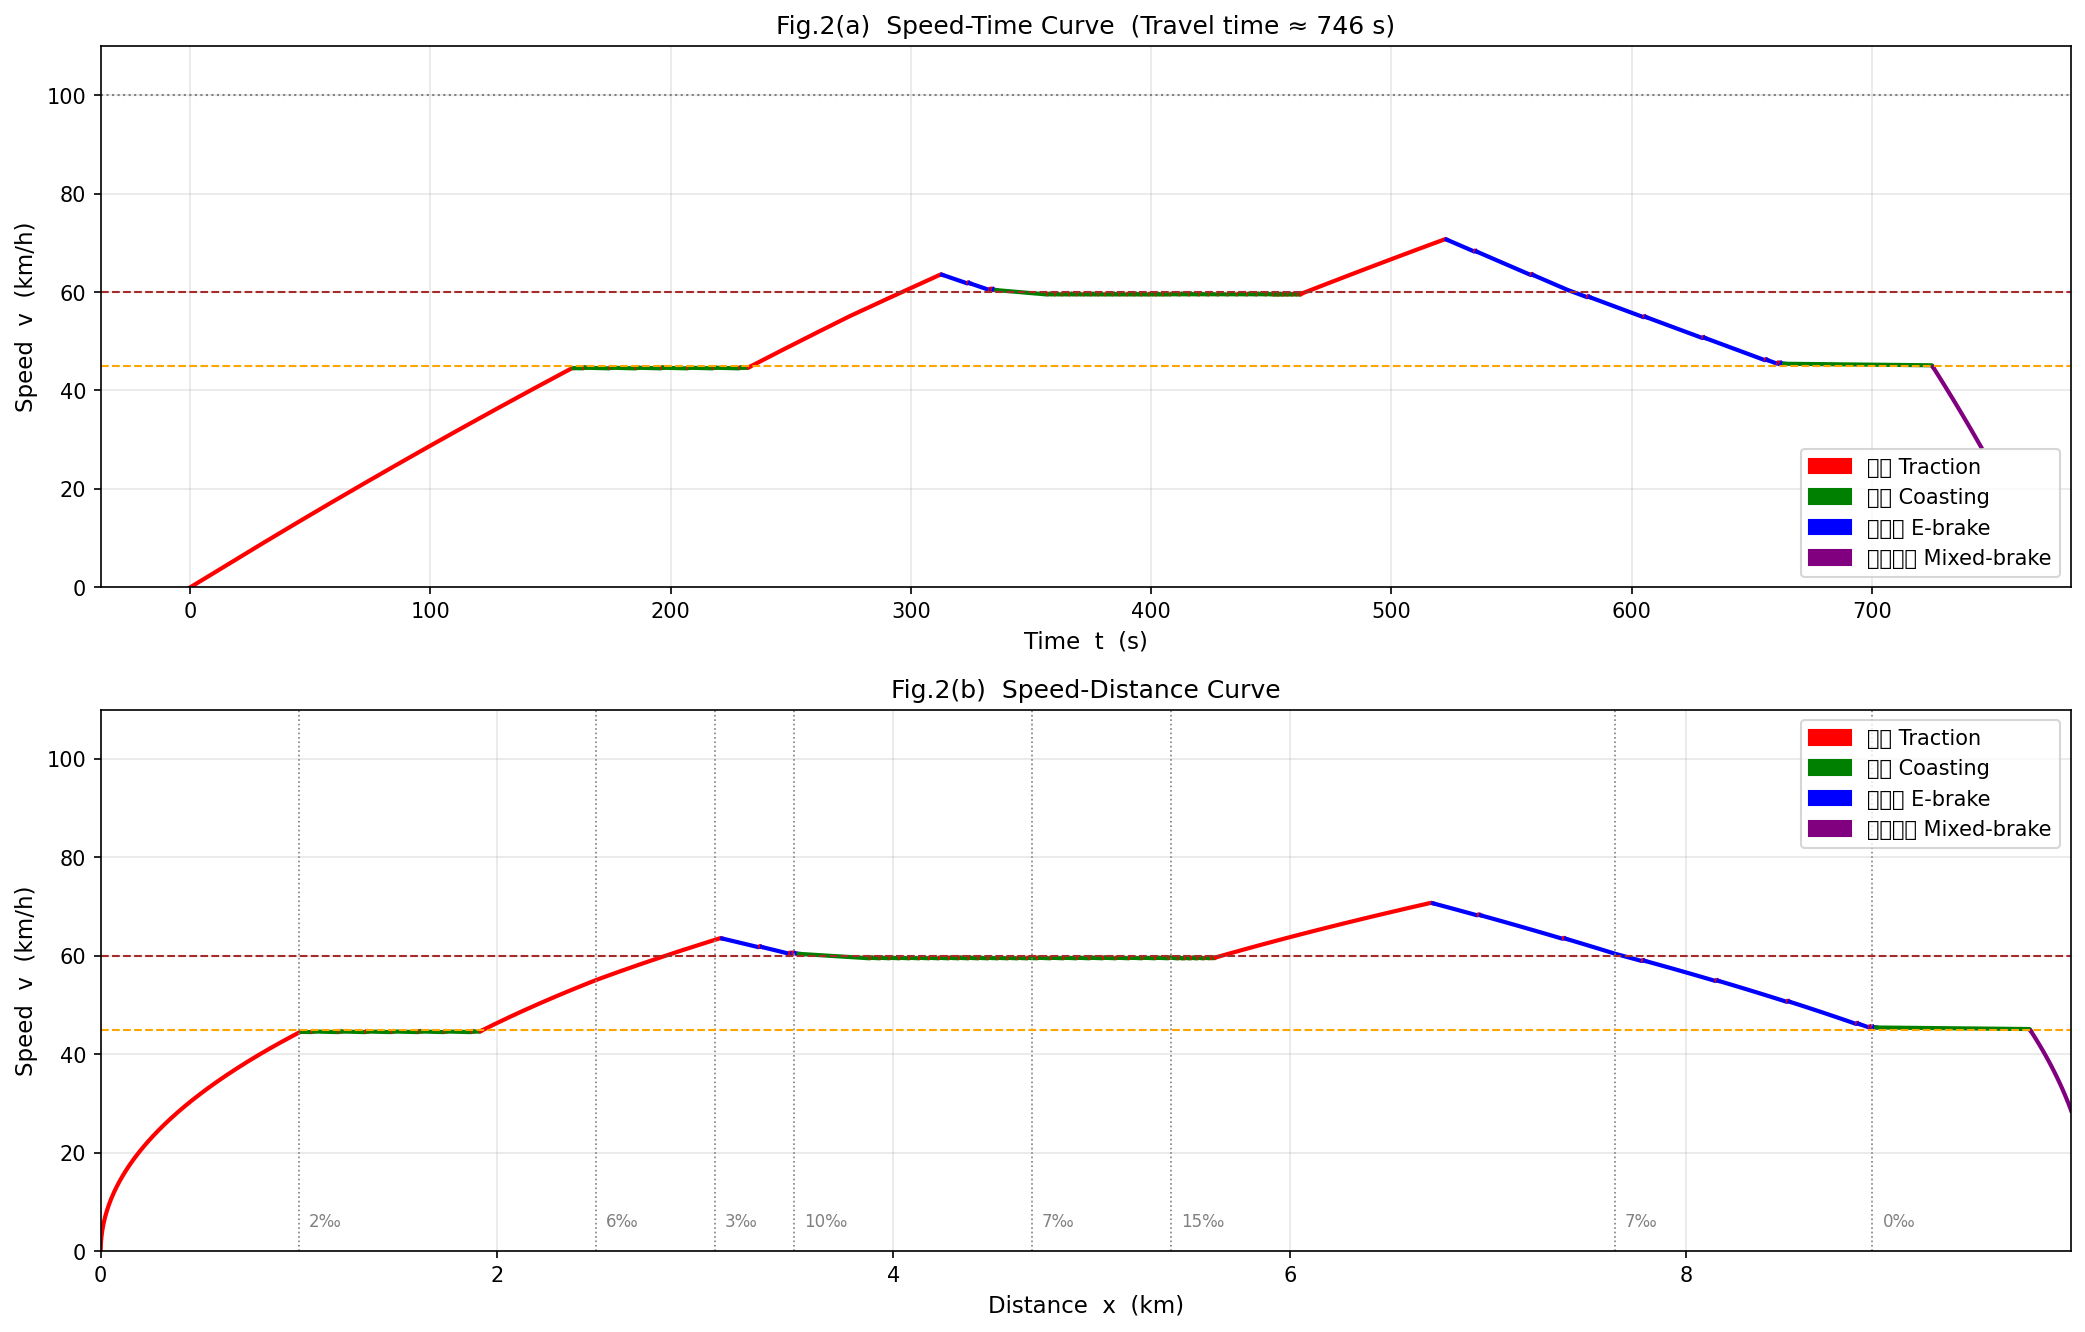 Fig.2(a)  Speed-Time Curve  (Travel time ≈ 746 s)
Speed  v  (km/h)
100
80
60
40
20
0
Traction
Coasting
E-brake
Mixed-brake
0 100 200 300 400 500 600 700
Time  t  (s)
Fig.2(b)  Speed-Distance Curve
Speed  v  (km/h)
100
80
60
40
20
0
Traction
Coasting
E-brake
Mixed-brake
2‰ 6‰ 3‰ 10‰ 7‰ 15‰ 7‰ 0‰
0 2 4 6 8
Distance  x  (km)